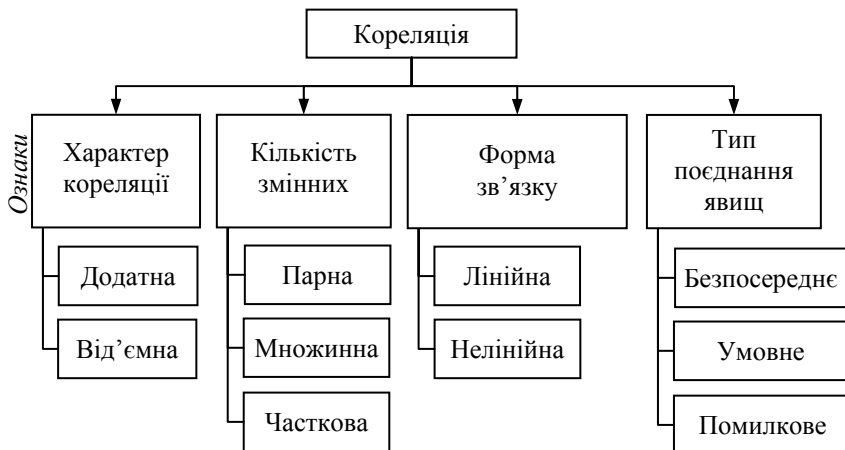 Кореляція
Ознаки
Характер
кореляції
Додатна
Від’ємна
Кількість
змінних
Парна
Множинна
Часткова
Форма
зв’язку
Лінійна
Нелінійна
Тип
поєднання
явищ
Безпосереднє
Умовне
Помилкове